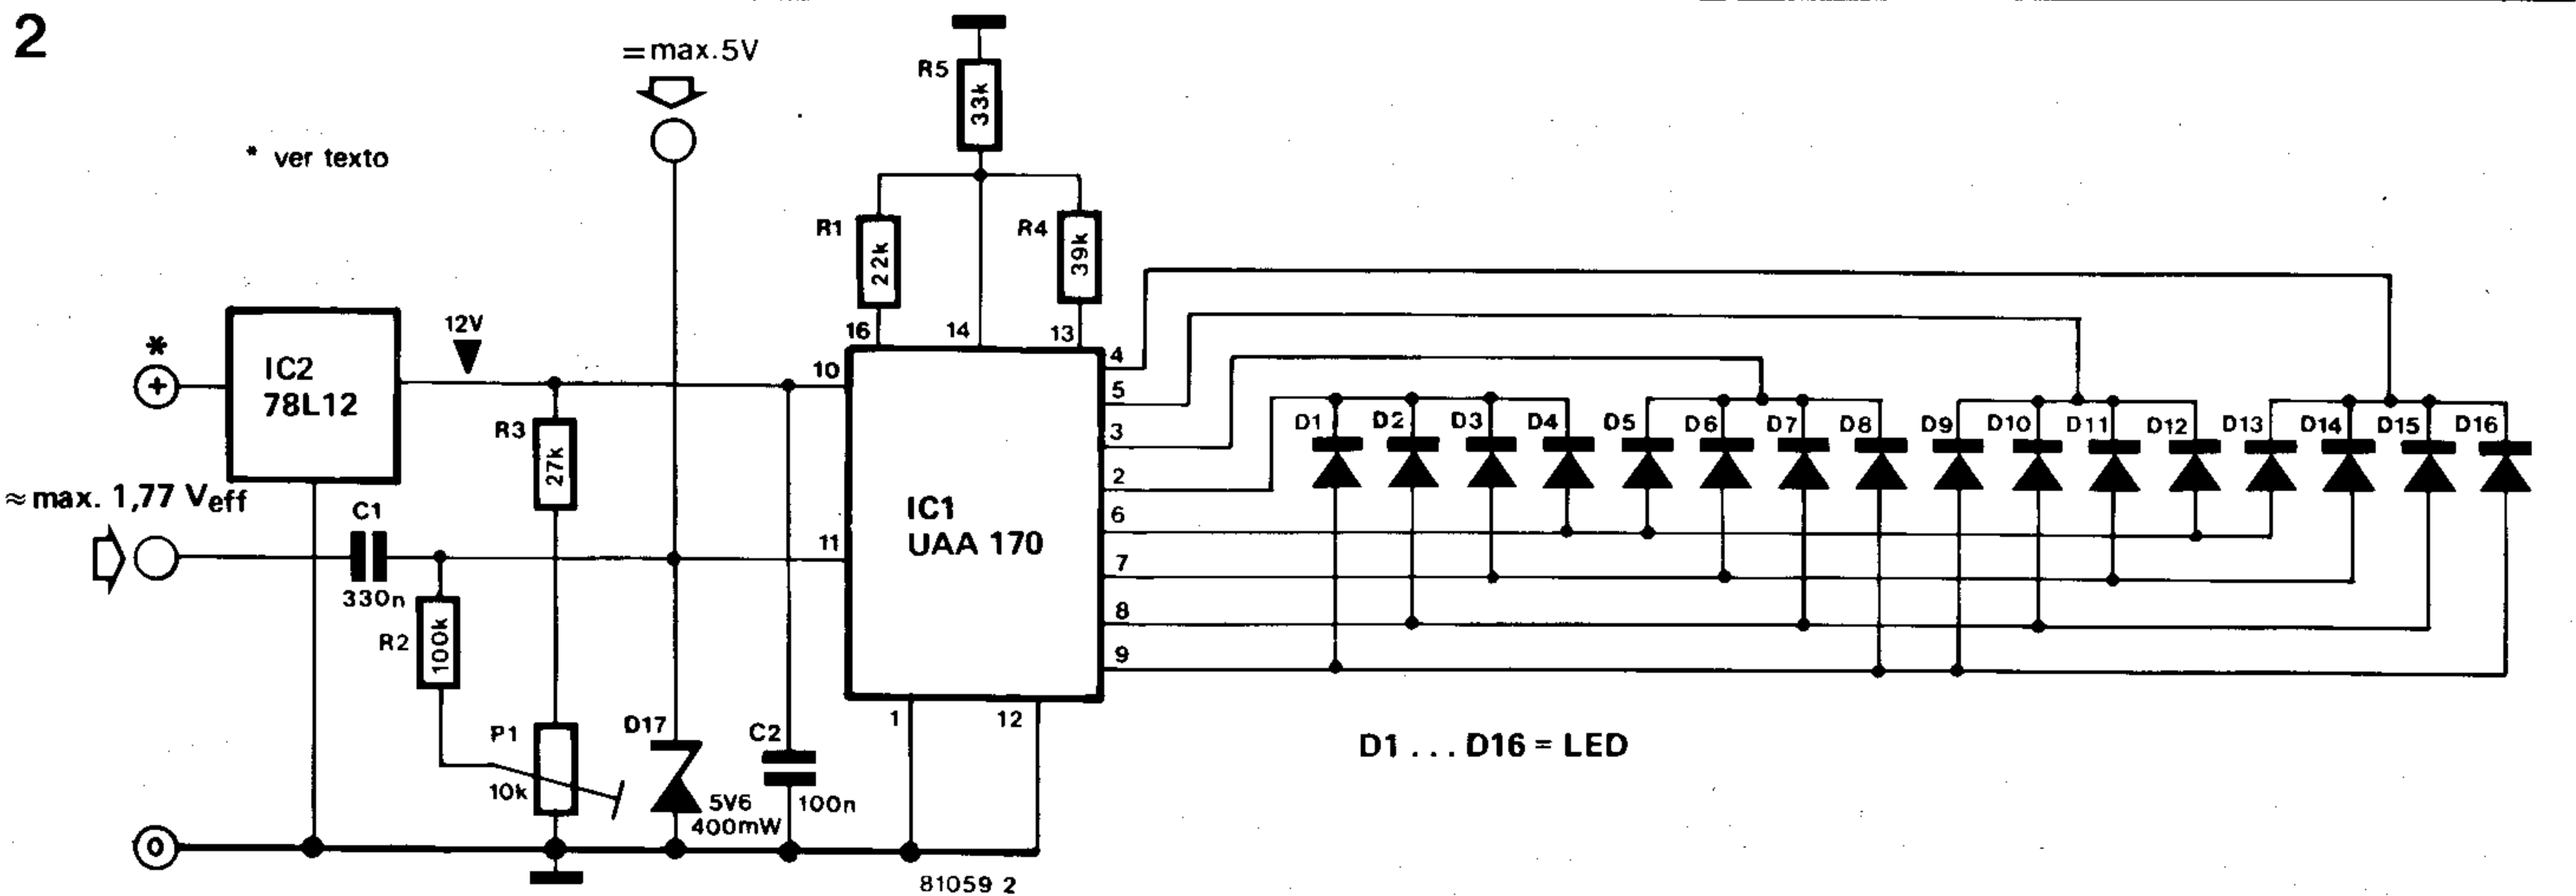 2
= max. 5V
* ver texto
R5
33k
R1
22k
R4
39k
16
14
13
*
+
IC2
78L12
12V
10
R3
27k
≈ max. 1,77 Veff
C1
330n
R2
100k
11
IC1
UAA 170
4
5
3
2
6
7
8
9
D1
D2
D3
D4
D5
D6
D7
D8
D9
D10
D11
D12
D13
D14
D15
D16
P1
10k
D17
5V6
400mW
C2
100n
1
12
D1 ... D16 = LED
0
81059 2